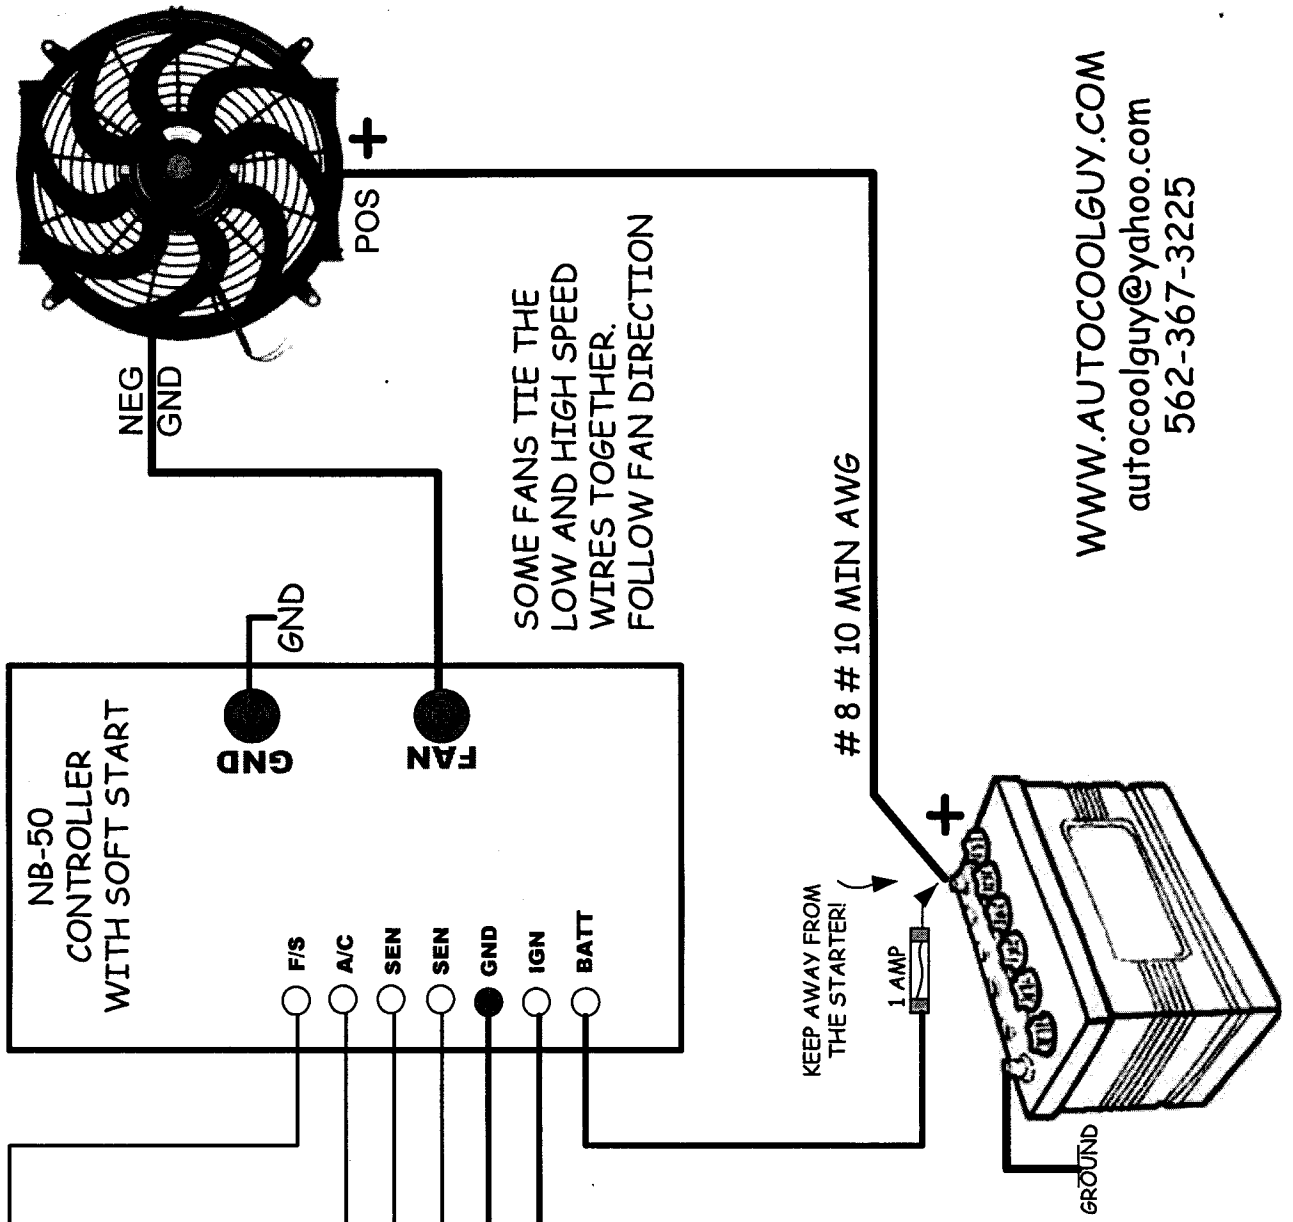 NB-50
CONTROLLER
WITH SOFT START
GND
FAN
GND
F/S
A/C
SEN
SEN
GND
IGN
BATT
NEG
GND
POS
+
SOME FANS TIE THE
LOW AND HIGH SPEED
WIRES TOGETHER.
FOLLOW FAN DIRECTION
# 8 # 10 MIN AWG
KEEP AWAY FROM
THE STARTER!
1 AMP
+
GROUND
WWW.AUTOCOOLGUY.COM
autocoolguy@yahoo.com
562-367-3225